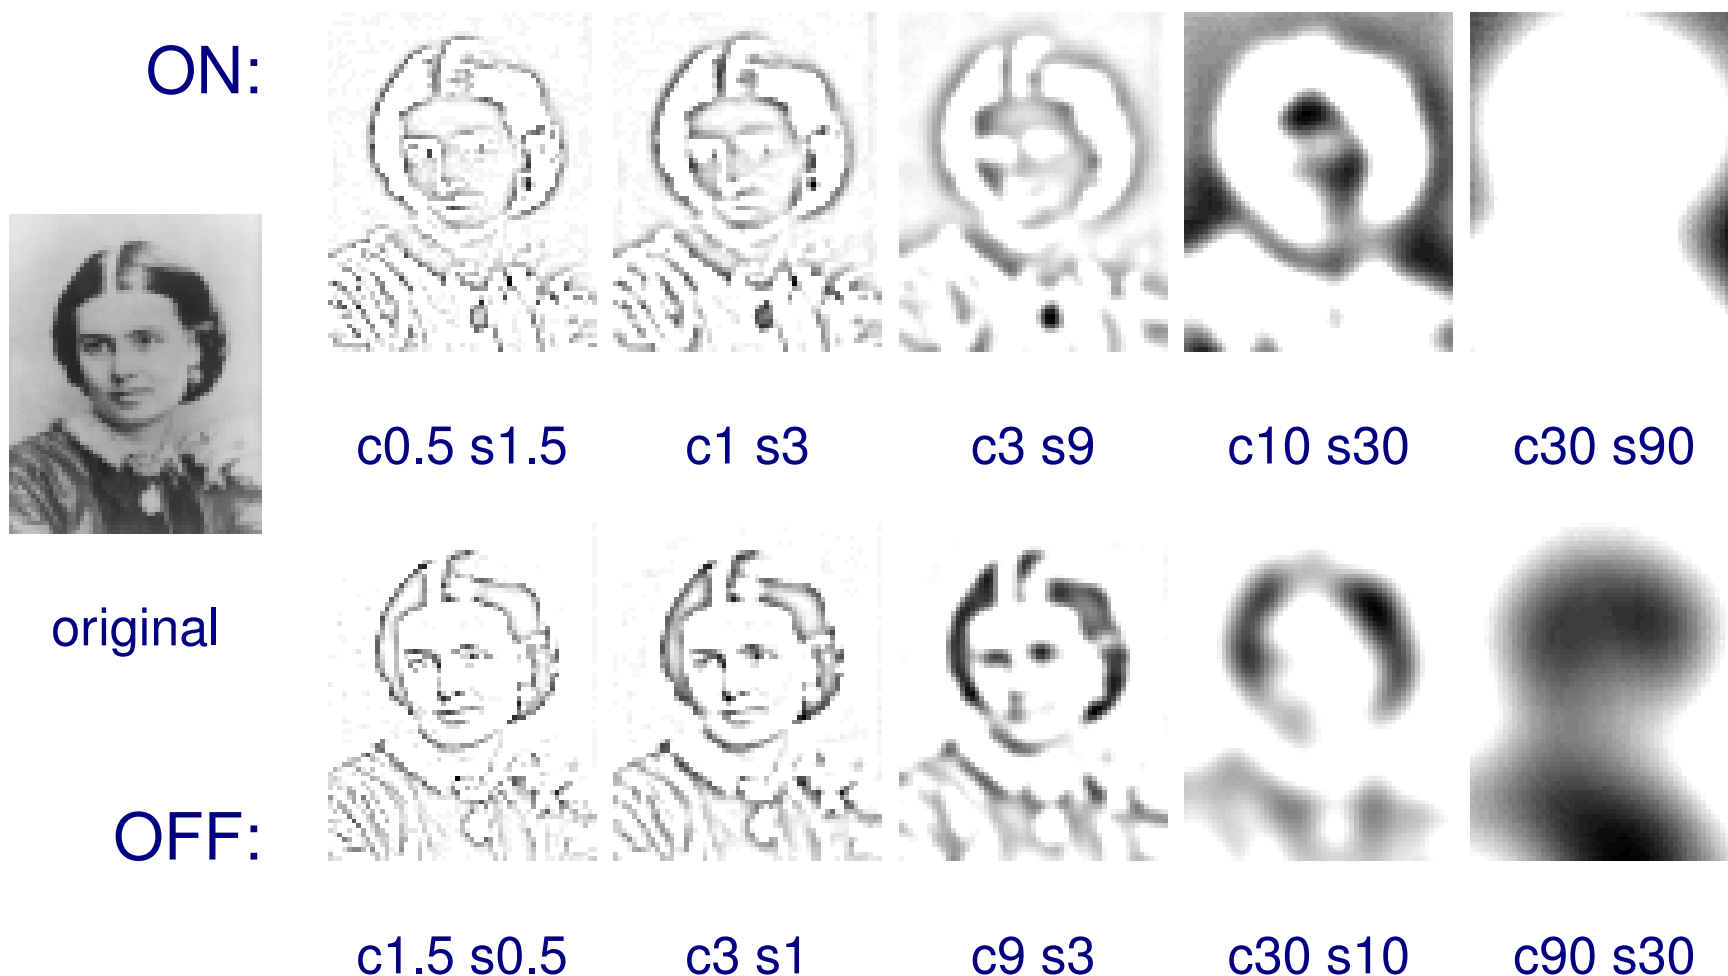 ON:
c0.5 s1.5
c1 s3
c3 s9
c10 s30
c30 s90
original
OFF:
c1.5 s0.5
c3 s1
c9 s3
c30 s10
c90 s30